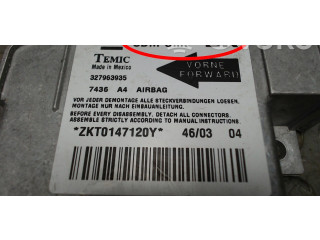 TEMIC
Made in Mexico
VORNE
FORWARD
327963935
7436 A4 AIRBAG
VOR JEDER DEMONTAGE ALLE STECKVERBINDUNGEN LOESEN.
MONTAGE NUR NACH EINBAUANLEITUNG.
BEFORE EVERY DISASSEMBLY, DETACH ALL CONNECTORS.
ASSEMBLE STRICTLY ACCORDING TO MANUAL INSTRUCTIONS.
*ZKT0147120Y* 46/03 04